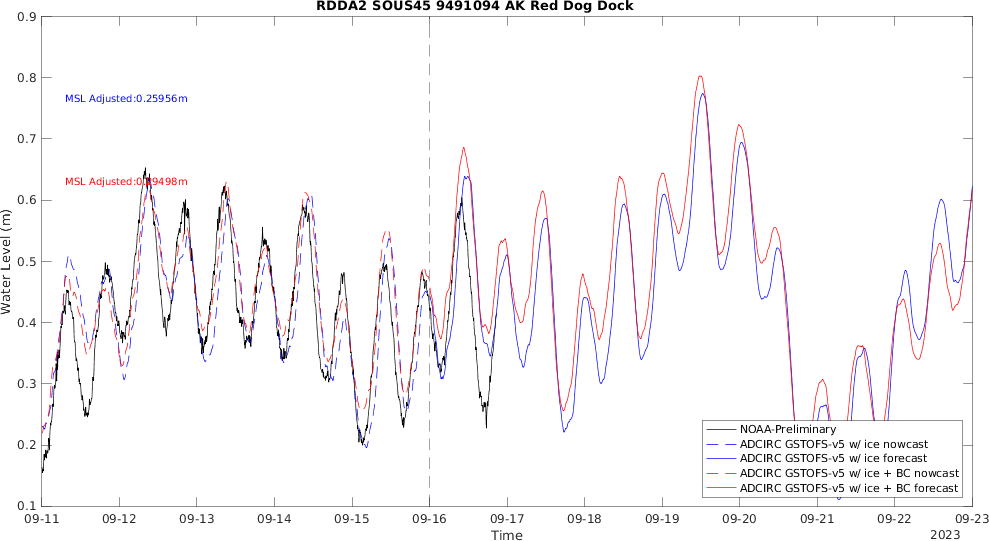 RDDA2 SOUS45 9491094 AK Red Dog Dock
0.9
0.8
0.7
0.6
0.5
0.4
0.3
0.2
0.1
Water Level (m)
MSL Adjusted:0.25956m
MSL Adjusted:0. 9498m
NOAA-Preliminary
ADCIRC GSTOFS-v5 w/ ice nowcast
ADCIRC GSTOFS-v5 w/ ice forecast
ADCIRC GSTOFS-v5 w/ ice + BC nowcast
ADCIRC GSTOFS-v5 w/ ice + BC forecast
09-11 09-12 09-13 09-14 09-15 09-16 09-17 09-18 09-19 09-20 09-21 09-22 09-23
Time
2023